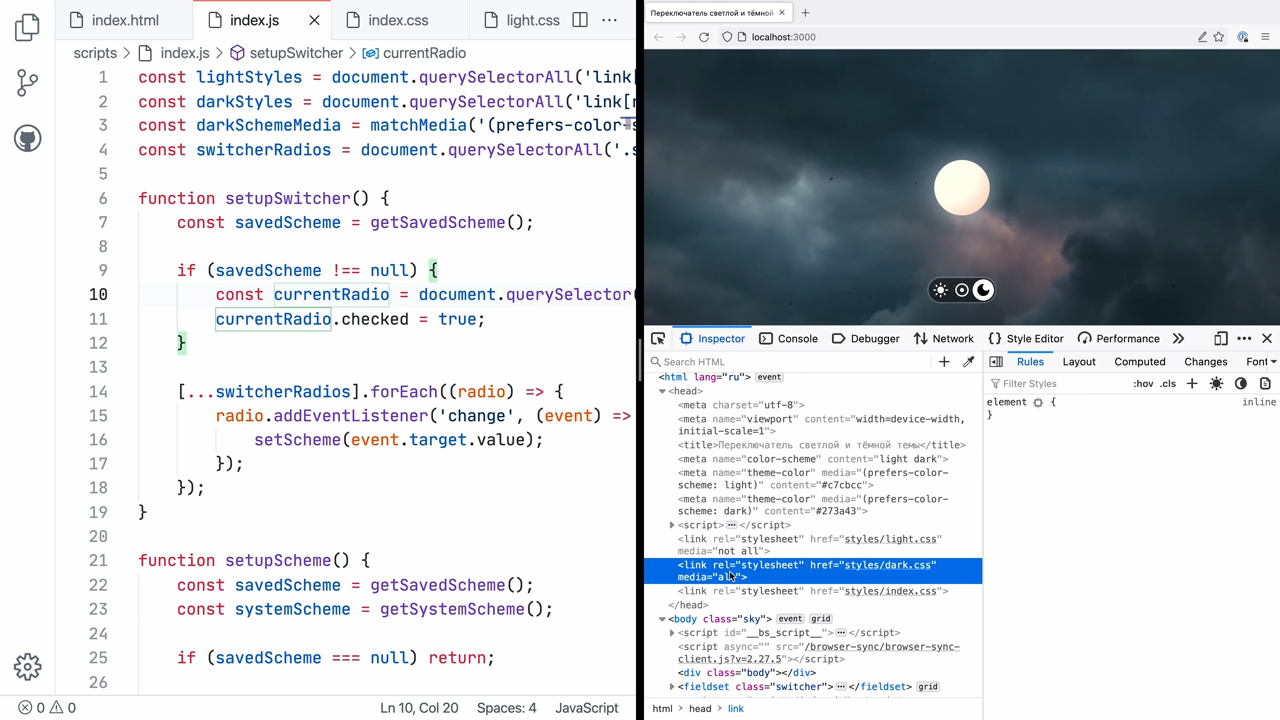 index.html
index.js
index.css
light.css
scripts
index.js
setupSwitcher
currentRadio
1 const lightStyles = document.querySelectorAll('link[
2 const darkStyles = document.querySelectorAll('link[
3 const darkSchemeMedia = matchMedia('(prefers-color-s
4 const switcherRadios = document.querySelectorAll('.s
5
6 function setupSwitcher() {
7 const savedScheme = getSavedScheme();
8
9 if (savedScheme !== null) {
10 const currentRadio = document.querySelector(
11 currentRadio.checked = true;
12 }
13
14 [...switcherRadios].forEach((radio) => {
15 radio.addEventListener('change', (event) =>
16 setScheme(event.target.value);
17 });
18 });
19 }
20
21 function setupScheme() {
22 const savedScheme = getSavedScheme();
23 const systemScheme = getSystemScheme();
24
25 if (savedScheme === null) return;
26
0 0
Ln 10, Col 20
Spaces: 4
JavaScript
Переключатель светлой и тёмной
localhost:3000
Inspector
Console
Debugger
Network
Style Editor
Performance
Search HTML
<html lang="ru"> event
<head>
<meta charset="utf-8">
<meta name="viewport" content="width=device-width,
initial-scale=1">
<title>Переключатель светлой и тёмной темы</title>
<meta name="color-scheme" content="light dark">
<meta name="theme-color" media="(prefers-color-
scheme: light)" content="#c7cbcc">
<meta name="theme-color" media="(prefers-color-
scheme: dark)" content="#273a43">
<script> </script>
<link rel="stylesheet" href="styles/light.css"
media="not all">
<link rel="stylesheet" href="styles/dark.css"
media="all">
<link rel="stylesheet" href="styles/index.css">
</head>
<body class="sky"> event grid
<script id="__bs_script__"> </script>
<script async="" src="/browser-sync/browser-sync-
client.js?v=2.27.5"></script>
<div class="body"></div>
<fieldset class="switcher"> </fieldset> grid
html
head
link
Rules
Layout
Computed
Changes
Font
Filter Styles
:hov
.cls
element {
inline
}